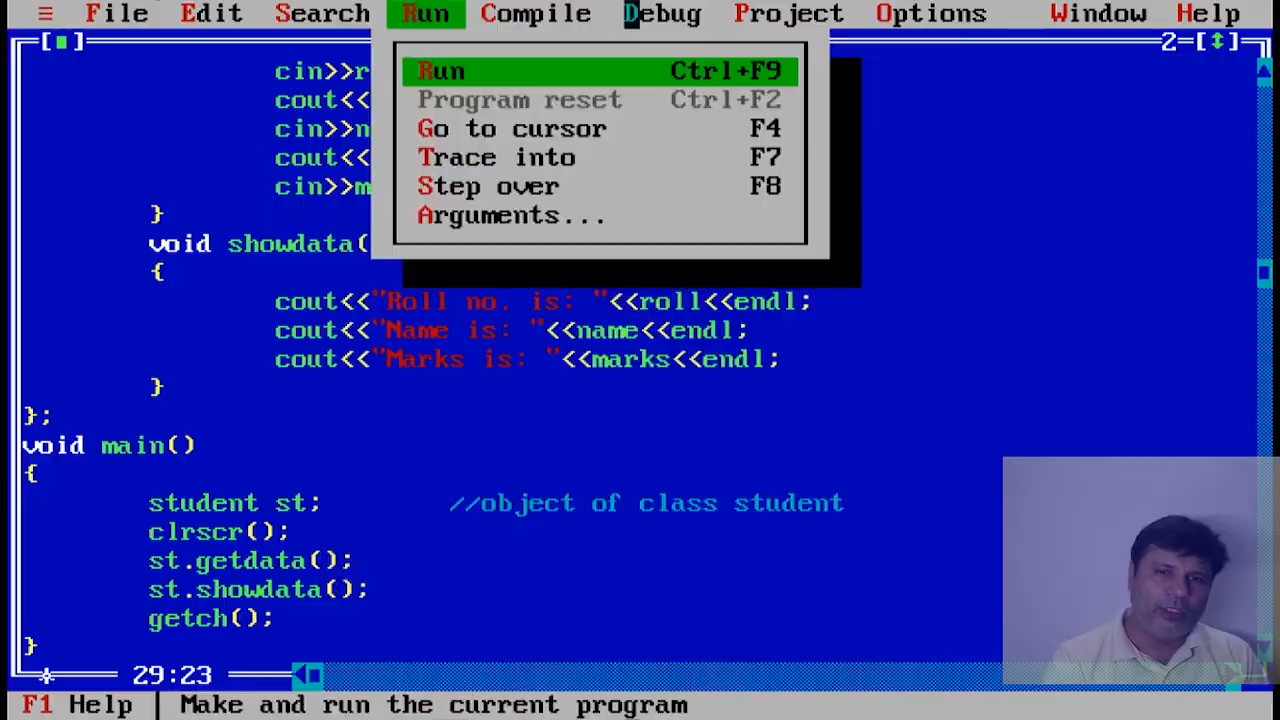 ≡ File Edit Search Run Compile Debug Project Options Window Help
[■] 2=[↕]
Run Ctrl+F9
Program reset Ctrl+F2
Go to cursor F4
Trace into F7
Step over F8
Arguments...
cin>>r
cout<<
cin>>n
cout<<
cin>>m
}
void showdata(
{
cout<<"Roll no. is: "<<roll<<endl;
cout<<"Name is: "<<name<<endl;
cout<<"Marks is: "<<marks<<endl;
}
};
void main()
{
student st; //object of class student
clrscr();
st.getdata();
st.showdata();
getch();
}
29:23
F1 Help | Make and run the current program